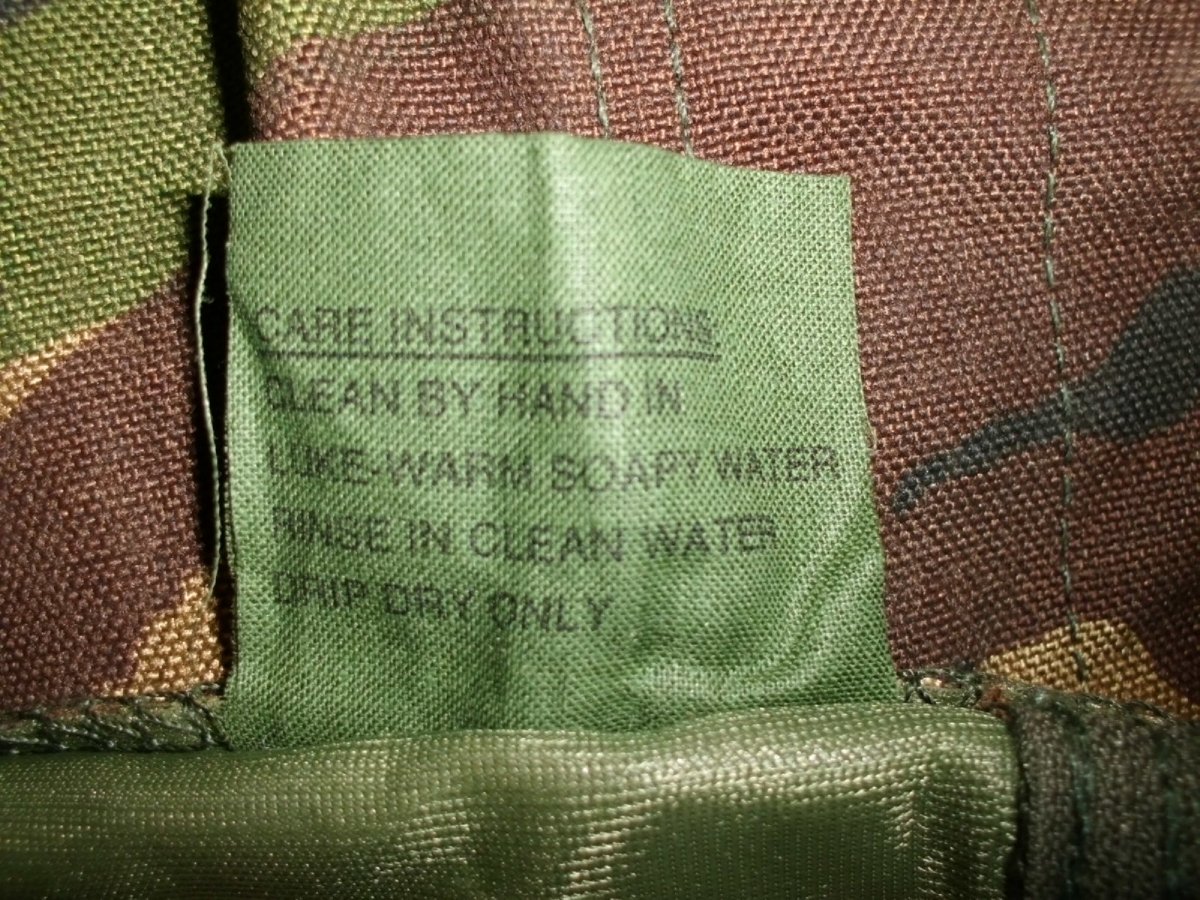 CARE INSTRUCTIONS
CLEAN BY HAND IN
LUKE-WARM SOAPY WATER
RINSE IN CLEAN WATER
DRIP DRY ONLY